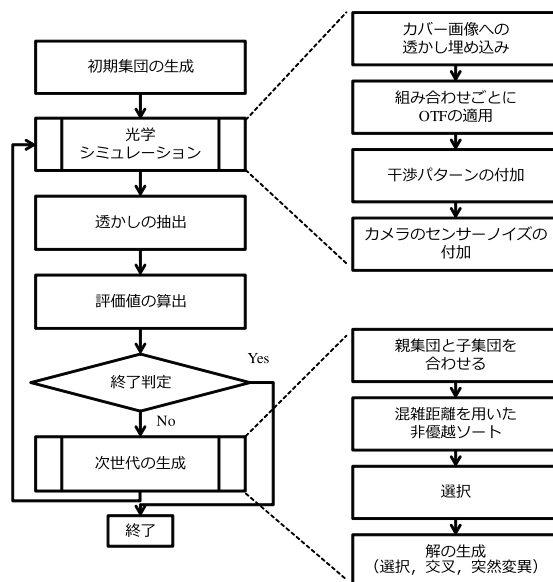 初期集団の生成
光学
シミュレーション
透かしの抽出
評価値の算出
終了判定
Yes
No
次世代の生成
終了
カバー画像への
透かし埋め込み
組み合わせごとに
OTFの適用
干渉パターンの付加
カメラのセンサーノイズの
付加
親集団と子集団を
合わせる
混雑距離を用いた
非優越ソート
選択
解の生成
（選択，交叉，突然変異）